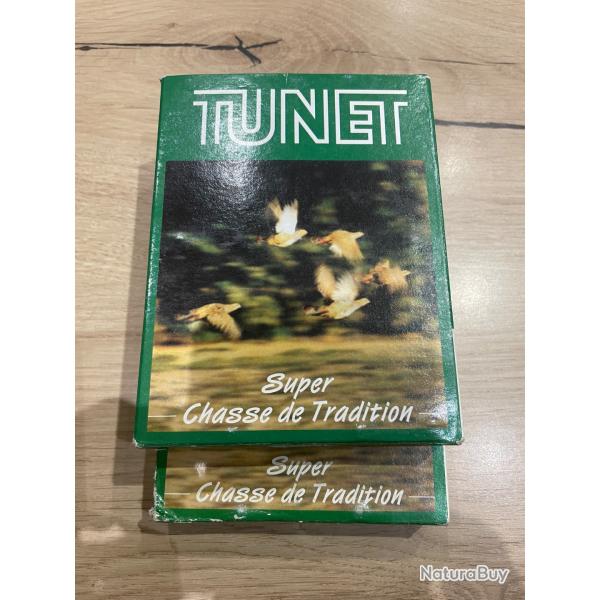 TUNET
Super
Chasse de Tradition
Super
Chasse de Tradition
NaturaBuy